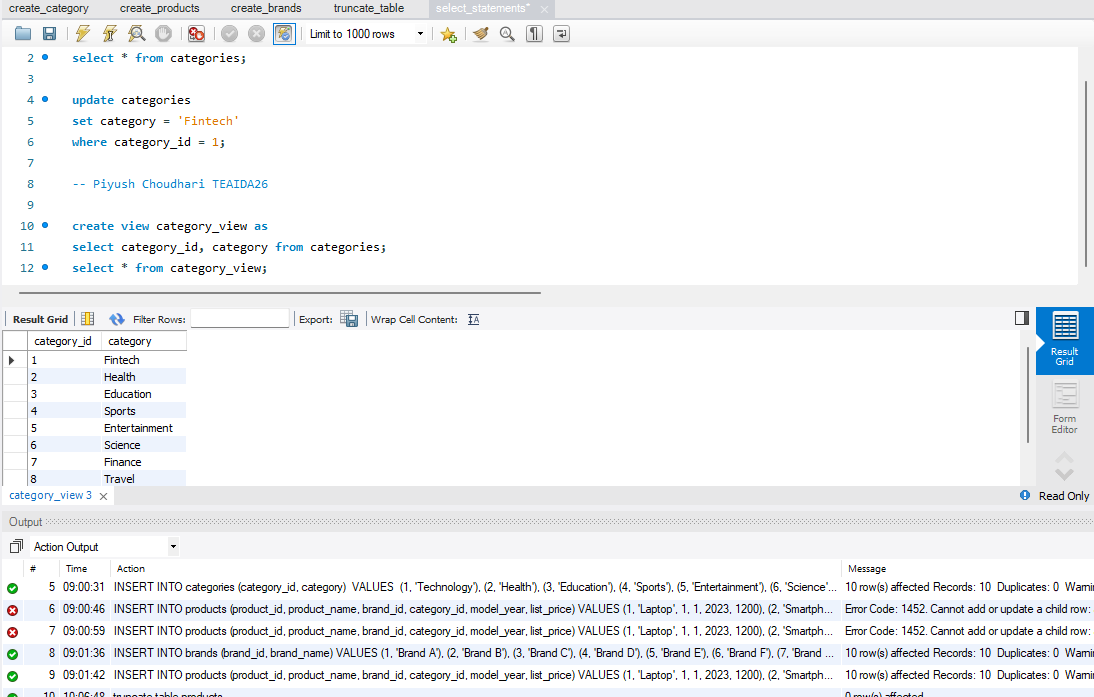 create_category create_products create_brands truncate_table select_statements*
Limit to 1000 rows
2 select * from categories;
3
4 update categories
5 set category = 'Fintech'
6 where category_id = 1;
7
8 -- Piyush Choudhari TEAIDA26
9
10 create view category_view as
11 select category_id, category from categories;
12 select * from category_view;
Result Grid Filter Rows: Export: Wrap Cell Content:
category_id category
1 Fintech
2 Health
3 Education
4 Sports
5 Entertainment
6 Science
7 Finance
8 Travel
Result
Grid
Form
Editor
category_view 3 Read Only
Output
Action Output
# Time Action Message
5 09:00:31 INSERT INTO categories (category_id, category) VALUES (1, 'Technology'), (2, 'Health'), (3, 'Education'), (4, 'Sports'), (5, 'Entertainment'), (6, 'Science'... 10 row(s) affected Records: 10 Duplicates: 0 Warni
6 09:00:46 INSERT INTO products (product_id, product_name, brand_id, category_id, model_year, list_price) VALUES (1, 'Laptop', 1, 1, 2023, 1200), (2, 'Smartph... Error Code: 1452. Cannot add or update a child row:
7 09:00:59 INSERT INTO products (product_id, product_name, brand_id, category_id, model_year, list_price) VALUES (1, 'Laptop', 1, 1, 2023, 1200), (2, 'Smartph... Error Code: 1452. Cannot add or update a child row:
8 09:01:36 INSERT INTO brands (brand_id, brand_name) VALUES (1, 'Brand A'), (2, 'Brand B'), (3, 'Brand C'), (4, 'Brand D'), (5, 'Brand E'), (6, 'Brand F'), (7, 'Brand ... 10 row(s) affected Records: 10 Duplicates: 0 Warni
9 09:01:42 INSERT INTO products (product_id, product_name, brand_id, category_id, model_year, list_price) VALUES (1, 'Laptop', 1, 1, 2023, 1200), (2, 'Smartph... 10 row(s) affected Records: 10 Duplicates: 0 Warni
10 10:06:48 truncate table products 0 row(s) affected